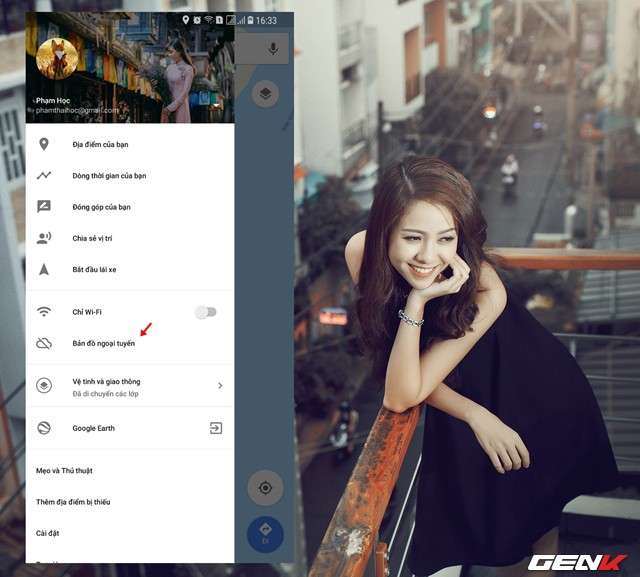 16:33
Phạm Học
phamthaihoc@gmail.com
Địa điểm của bạn
Dòng thời gian của bạn
Đóng góp của bạn
Chia sẻ vị trí
Bắt đầu lái xe
Chỉ Wi-Fi
Bản đồ ngoại tuyến
Vệ tinh và giao thông
Đã di chuyển các lớp
Google Earth
Mẹo và Thủ thuật
Thêm địa điểm bị thiếu
Cài đặt
ĐI
GENK